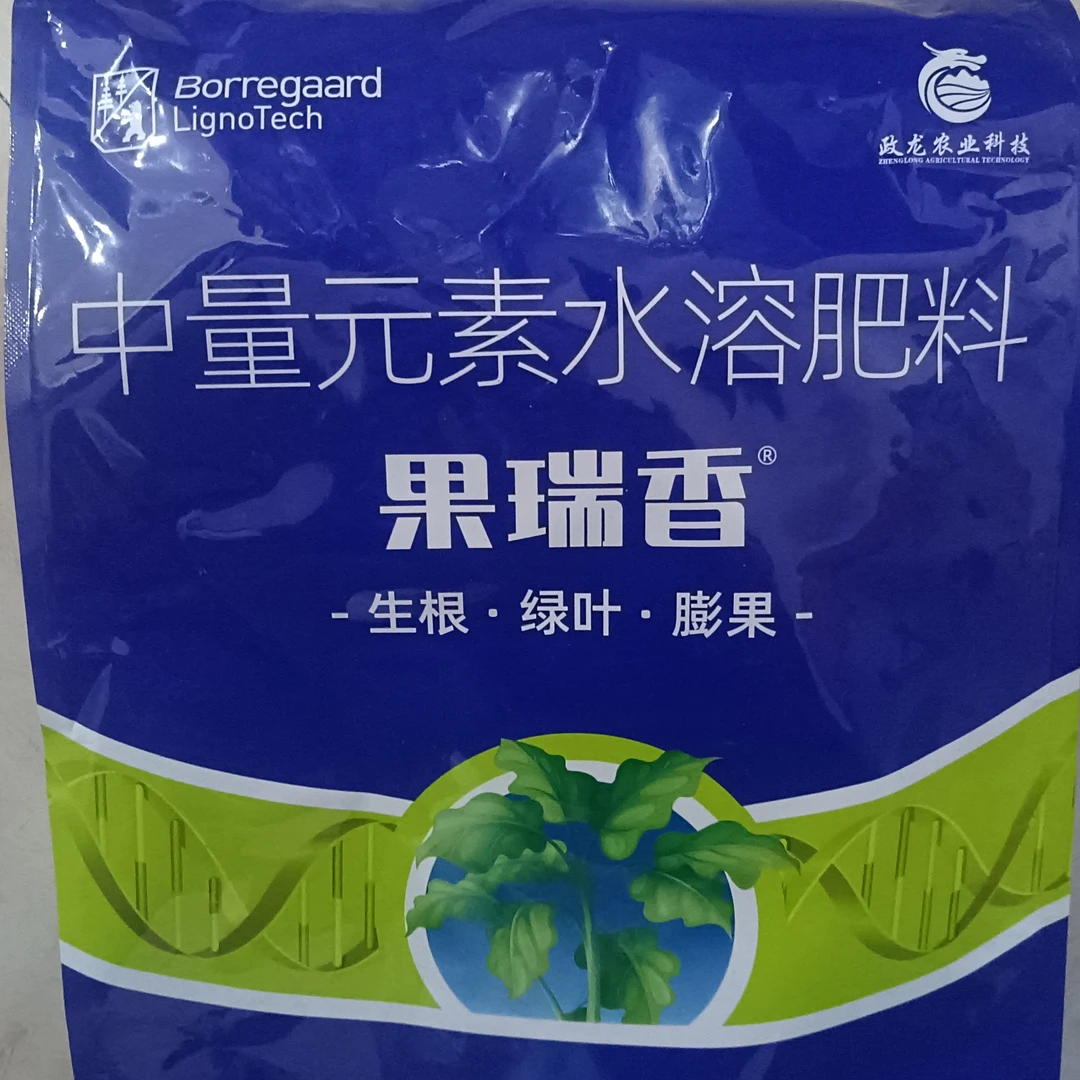 Borregaard
LignoTech
政龙农业科技
ZHENGLONG AGRICULTURAL TECHNOLOGY
中量元素水溶肥料
果瑞香®
- 生根·绿叶·膨果 -